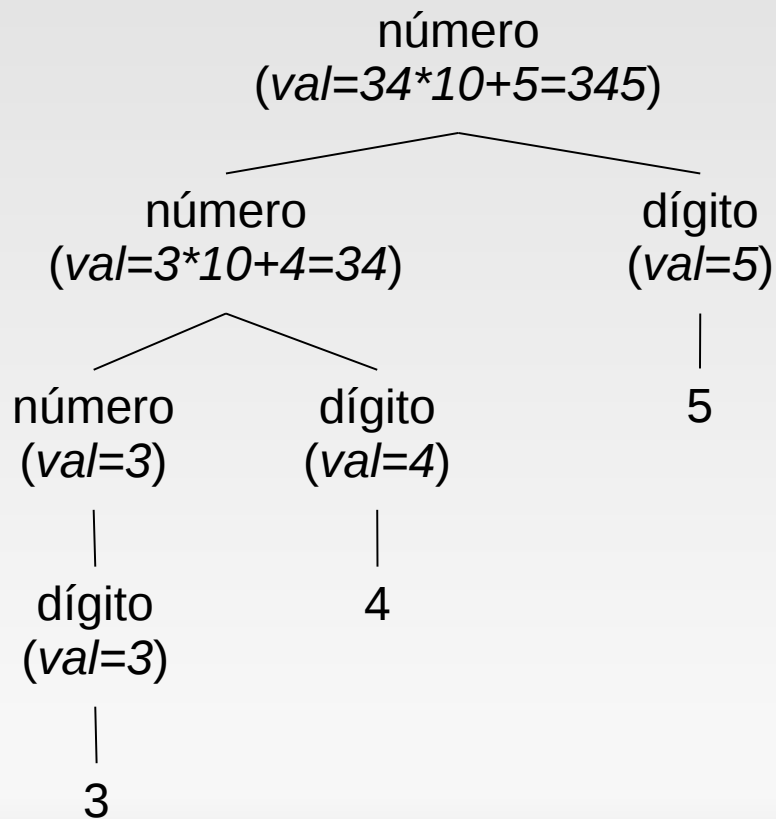 número
(val=34*10+5=345)
número
(val=3*10+4=34)
dígito
(val=5)
número
(val=3)
dígito
(val=4)
5
dígito
(val=3)
4
3